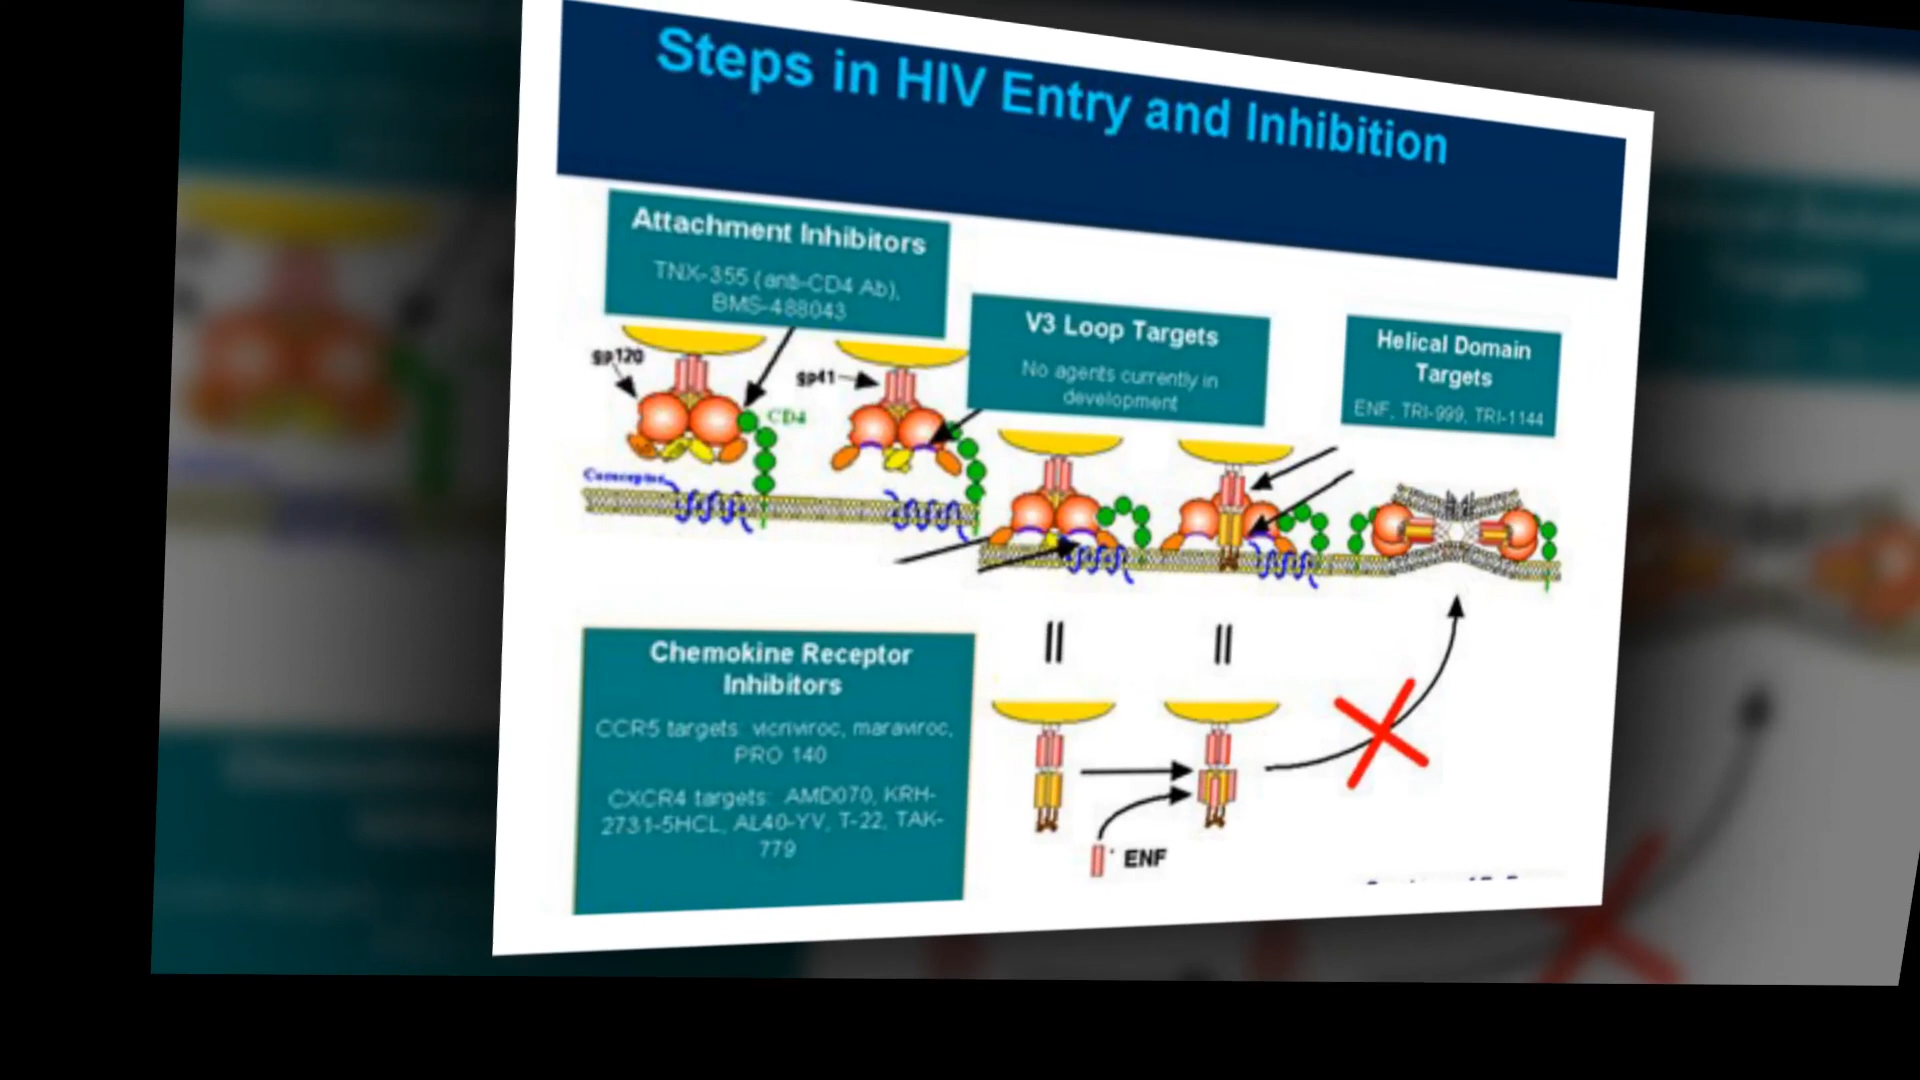 Steps in HIV Entry and Inhibition
Attachment Inhibitors
TNX-355 (anti-CD4 Ab),
BMS-488043
V3 Loop Targets
No agents currently in
development
Helical Domain
Targets
ENF, TRI-999, TRI-1144
gp120
gp41
CD4
Chemokine Receptor
Inhibitors
CCR5 targets: vicriviroc, maraviroc,
PRO 140
CXCR4 targets: AMD070, KRH-
2731-5HCL, AL40-YV, T-22, TAK-
779
ENF